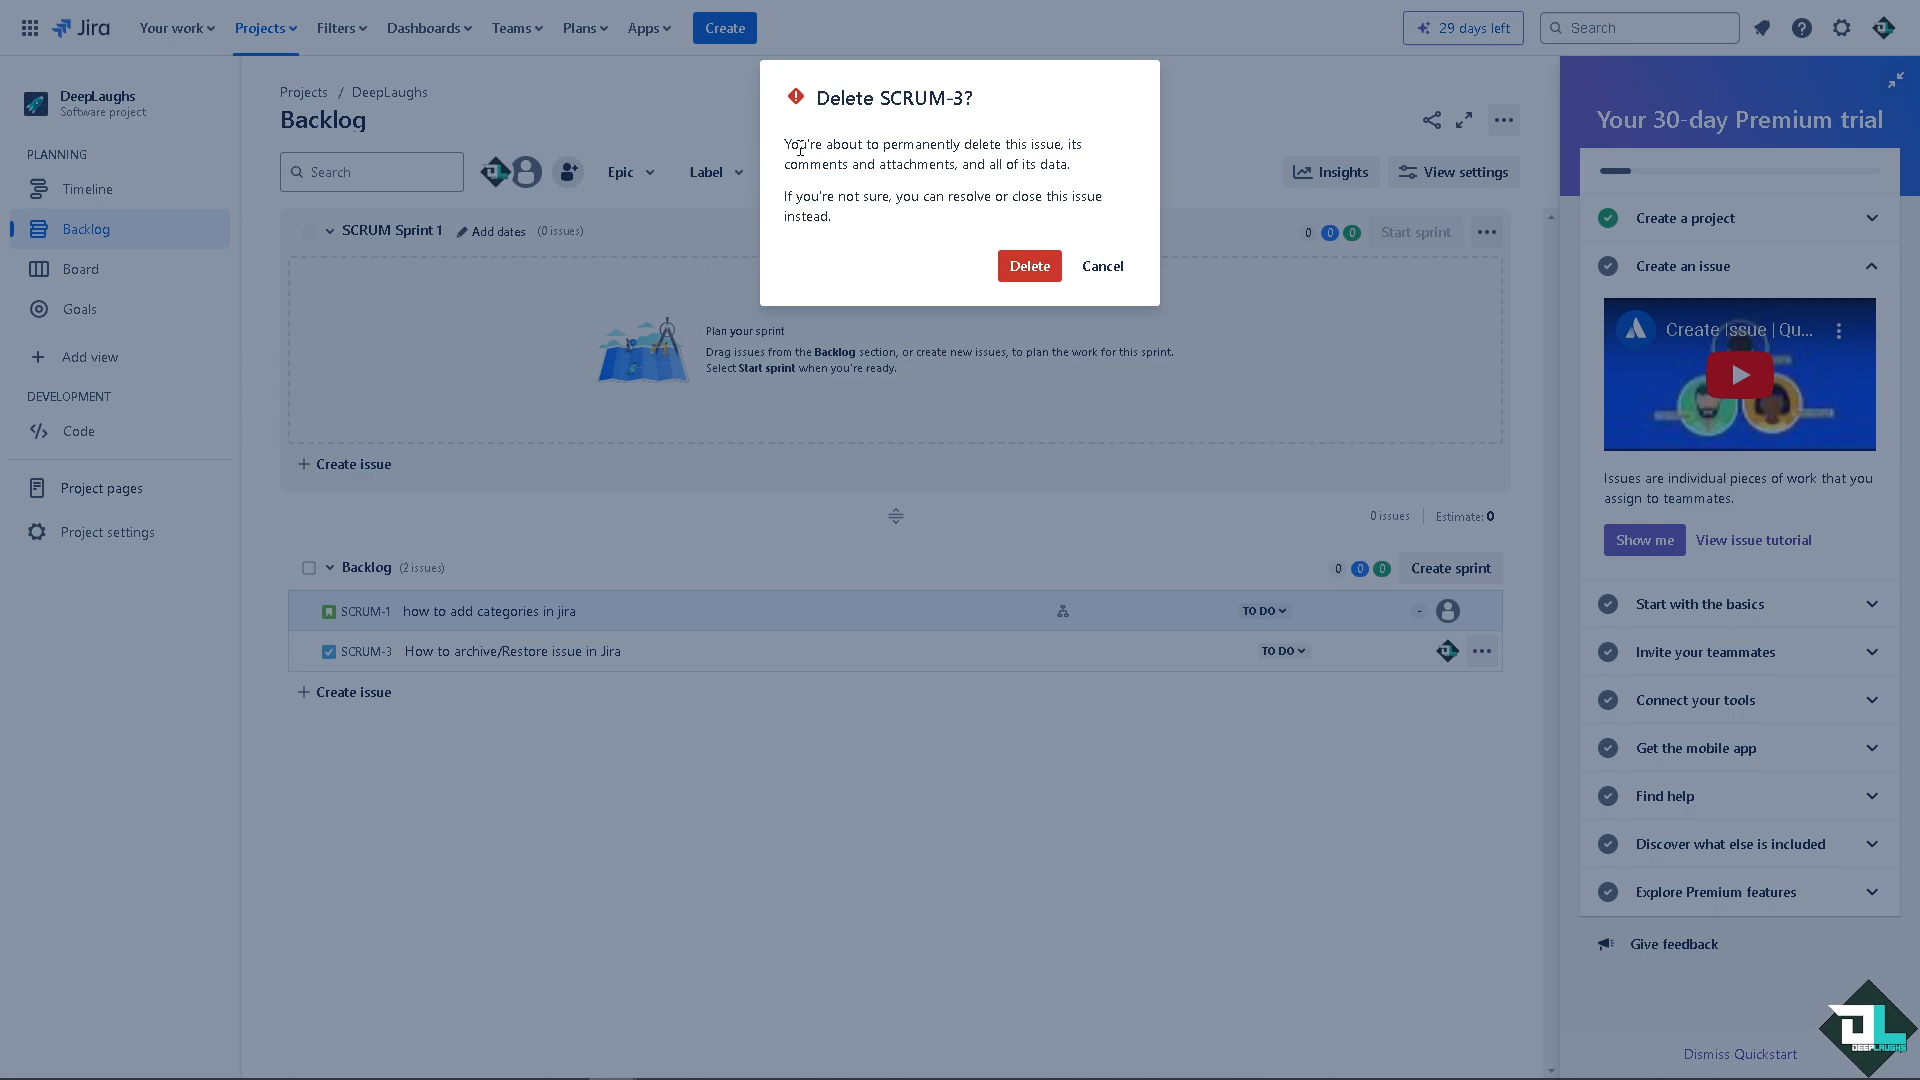 Jira
Your work
Projects
Filters
Dashboards
Teams
Plans
Apps
Create
29 days left
Search
DeepLaughs
Software project
PLANNING
Timeline
Backlog
Board
Goals
Add view
DEVELOPMENT
Code
Project pages
Project settings
Projects / DeepLaughs
Backlog
Search
Epic
Label
Insights
View settings
Delete SCRUM-3?
You're about to permanently delete this issue, its
comments and attachments, and all of its data.
If you're not sure, you can resolve or close this issue
instead.
Delete
Cancel
SCRUM Sprint 1
Add dates
(0 issues)
0 0 0
Start sprint
Plan your sprint
Drag issues from the Backlog section, or create new issues, to plan the work for this sprint.
Select Start sprint when you're ready.
+ Create issue
0 issues
Estimate: 0
Backlog (2 issues)
0 0 0
Create sprint
SCRUM-1 how to add categories in jira
TO DO
-
SCRUM-3 How to archive/Restore issue in Jira
TO DO
+ Create issue
Your 30-day Premium trial
Create a project
Create an issue
Create Issue | Qu...
Issues are individual pieces of work that you
assign to teammates.
Show me
View issue tutorial
Start with the basics
Invite your teammates
Connect your tools
Get the mobile app
Find help
Discover what else is included
Explore Premium features
Give feedback
Dismiss Quickstart
DL
DEEPLAUGHS